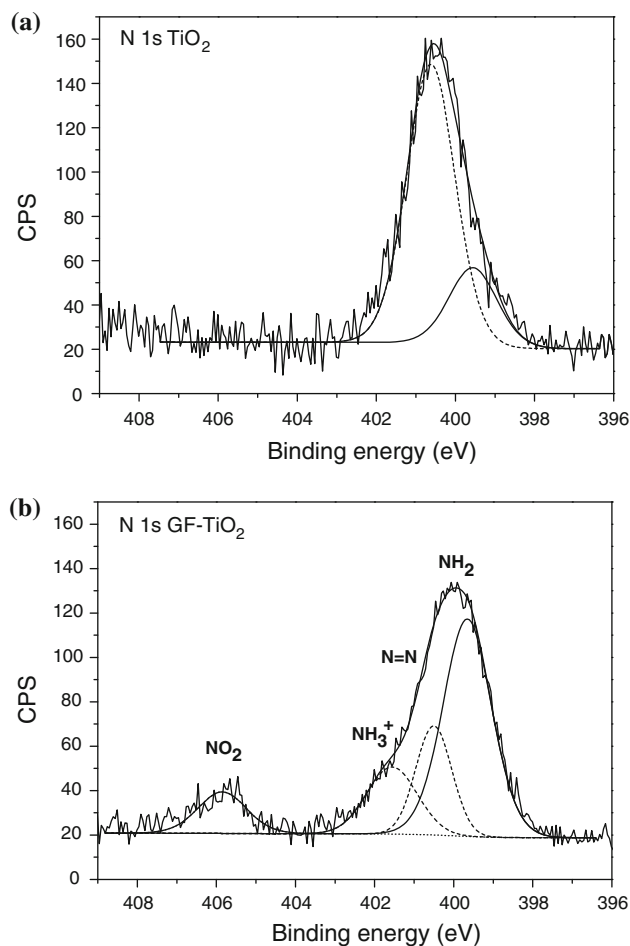 (a)
N 1s TiO₂
160
140
120
100
80
60
40
20
0
CPS
408 406 404 402 400 398 396
Binding energy (eV)
(b)
N 1s GF-TiO₂
160
140
120
100
80
60
40
20
0
CPS
NH₂
N=N
NH₃⁺
NO₂
408 406 404 402 400 398 396
Binding energy (eV)